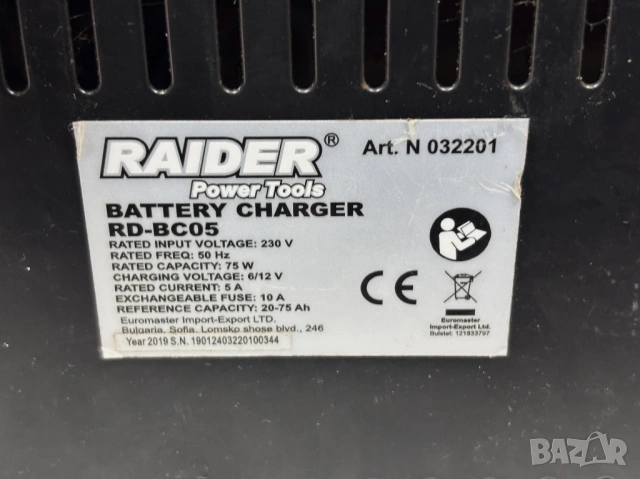 RAIDER®
Power Tools
Art. N 032201
BATTERY CHARGER
RD-BC05
RATED INPUT VOLTAGE: 230 V
RATED FREQ: 50 Hz
RATED CAPACITY: 75 W
CHARGING VOLTAGE: 6/12 V
RATED CURRENT: 5 A
EXCHANGEABLE FUSE: 10 A
REFERENCE CAPACITY: 20-75 Ah
Euromaster Import-Export LTD.
Bulgaria, Sofia, Lomsko shose blvd., 246
Year 2019 S.N. 19012403220100344
CE
Euromaster
Import-Export Ltd.
Bulstat: 121833797
BAZAR